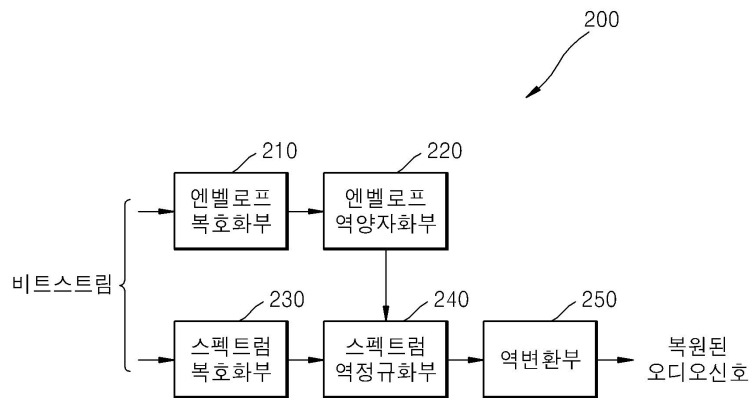 200
210
220
엔벨로프
복호화부
엔벨로프
역양자화부
비트스트림
230
240
250
스펙트럼
복호화부
스펙트럼
역정규화부
역변환부
복원된
오디오신호